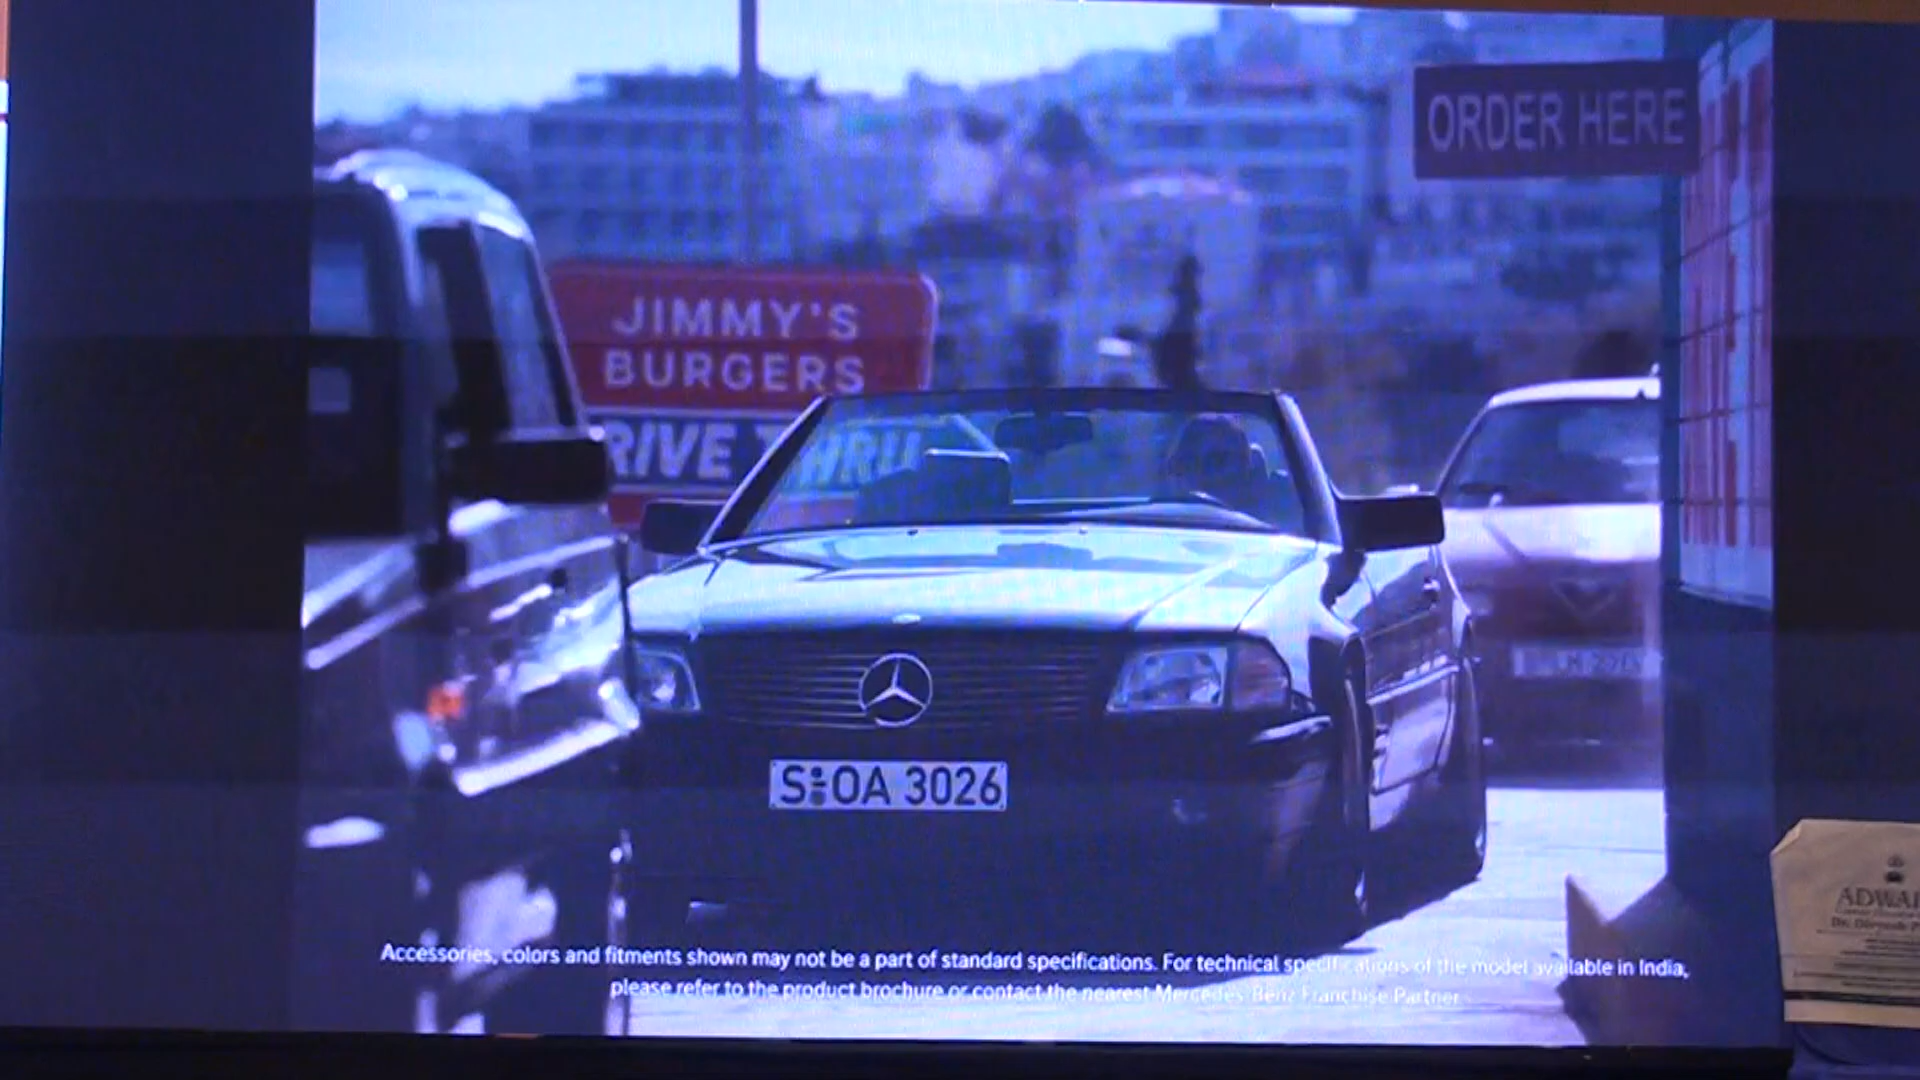 ORDER HERE
JIMMY'S
BURGERS
RIVE THRU
S OA 3026
Accessories, colors and fitments shown may not be a part of standard specifications. For technical specifications of the model available in India,
please refer to the product brochure or contact the nearest Mercedes-Benz Franchise Partner
ADWAI